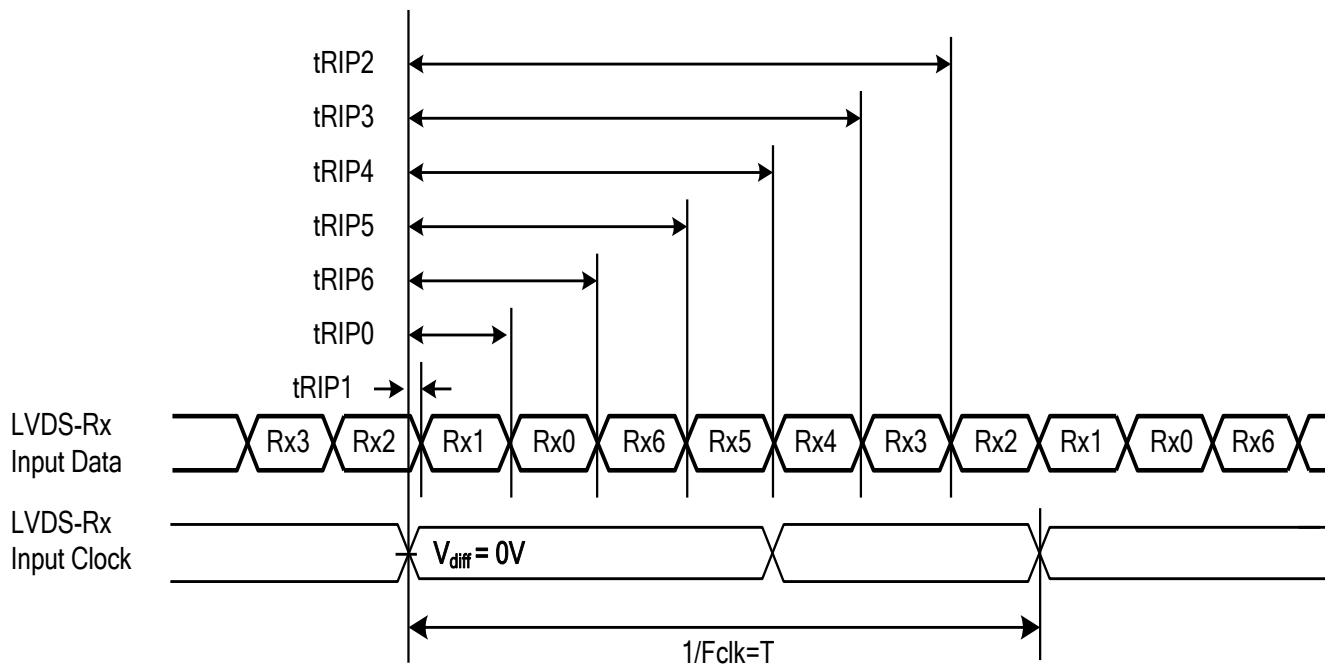 tRIP2
tRIP3
tRIP4
tRIP5
tRIP6
tRIP0
tRIP1
LVDS-Rx
Input Data
Rx3 Rx2 Rx1 Rx0 Rx6 Rx5 Rx4 Rx3 Rx2 Rx1 Rx0 Rx6
LVDS-Rx
Input Clock
Vdiff = 0V
1/Fclk=T